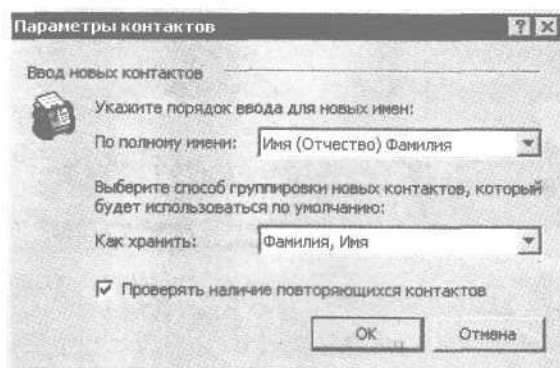 Параметры контактов
Ввод новых контактов
Укажите порядок ввода для новых имен:
По полному имени: Имя (Отчество) Фамилия
Выберите способ группировки новых контактов, который
будет использоваться по умолчанию:
Как хранить: Фамилия, Имя
Проверять наличие повторяющихся контактов
OK Отмена